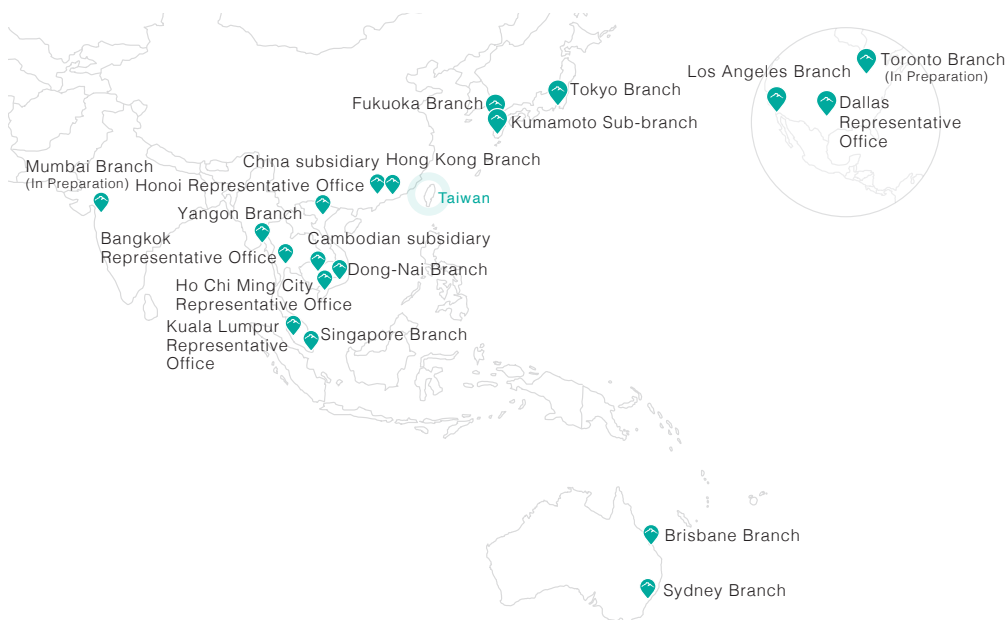 Toronto Branch
(In Preparation)
Los Angeles Branch
Dallas
Representative
Office
Tokyo Branch
Fukuoka Branch
Kumamoto Sub-branch
China subsidiary
Hong Kong Branch
Mumbai Branch
(In Preparation)
Honoi Representative Office
Taiwan
Yangon Branch
Bangkok
Representative Office
Cambodian subsidiary
Dong-Nai Branch
Ho Chi Ming City
Representative Office
Kuala Lumpur
Representative
Office
Singapore Branch
Brisbane Branch
Sydney Branch